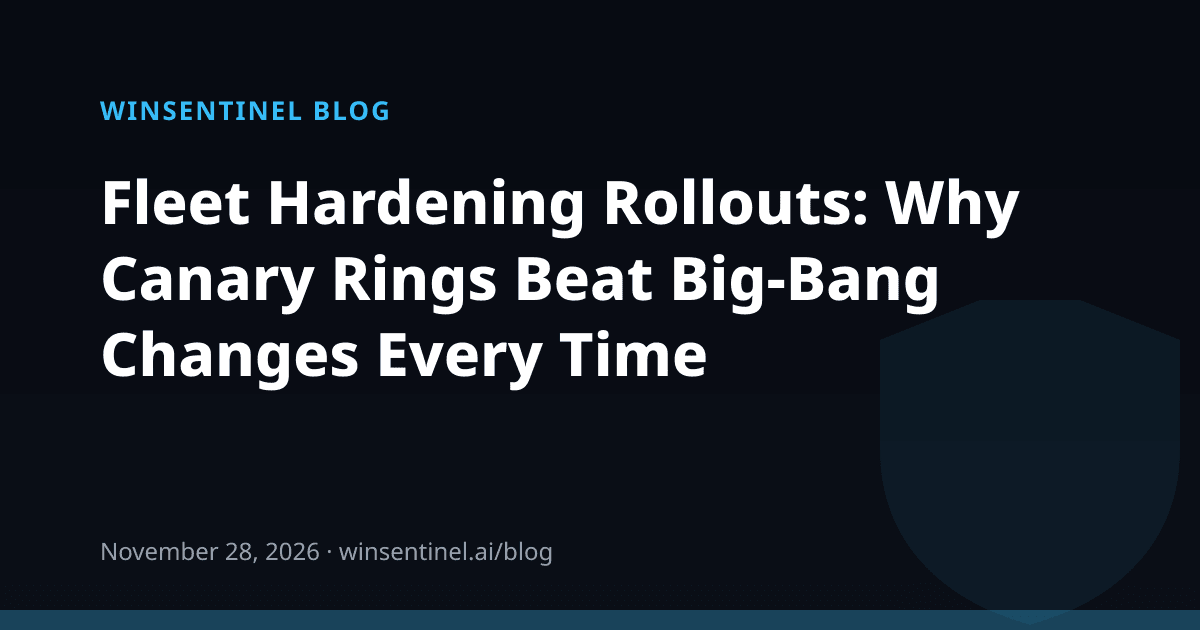 WINSENTINEL BLOG
Fleet Hardening Rollouts: Why
Canary Rings Beat Big-Bang
Changes Every Time
November 28, 2026 · winsentinel.ai/blog